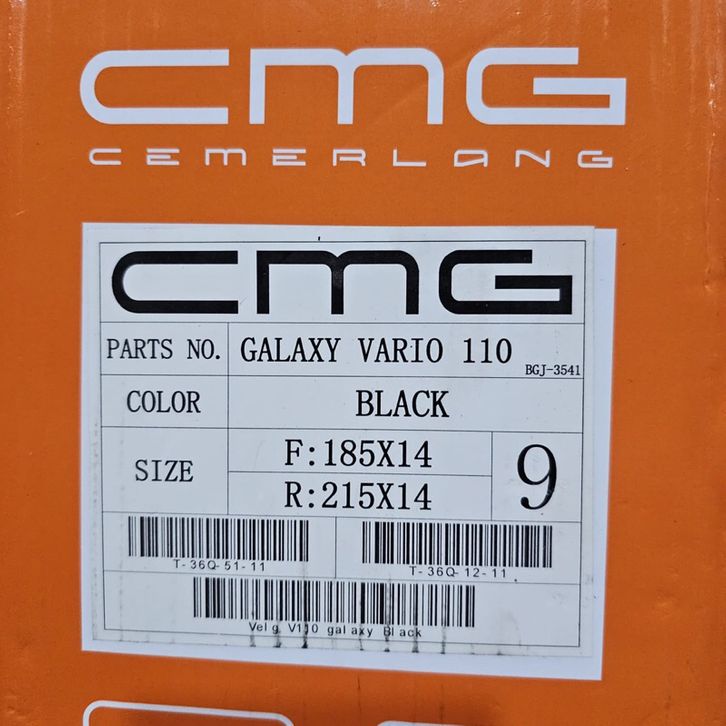 CMG
CEMERLANG
CMG
PARTS NO. GALAXY VARIO 110 BGJ-3541
COLOR BLACK
SIZE F:185X14 9
R:215X14
T-36Q-51-11 T-36Q-12-11
Velg V110 galaxy Black